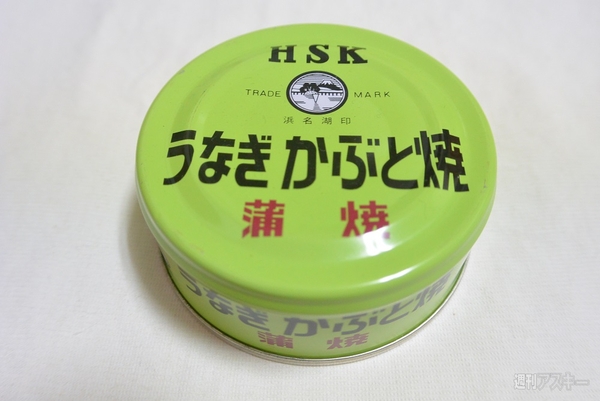 HSK
TRADE MARK
浜名湖印
うなぎかぶと焼
蒲焼
うなぎかぶと焼
蒲焼
週刊アスキー